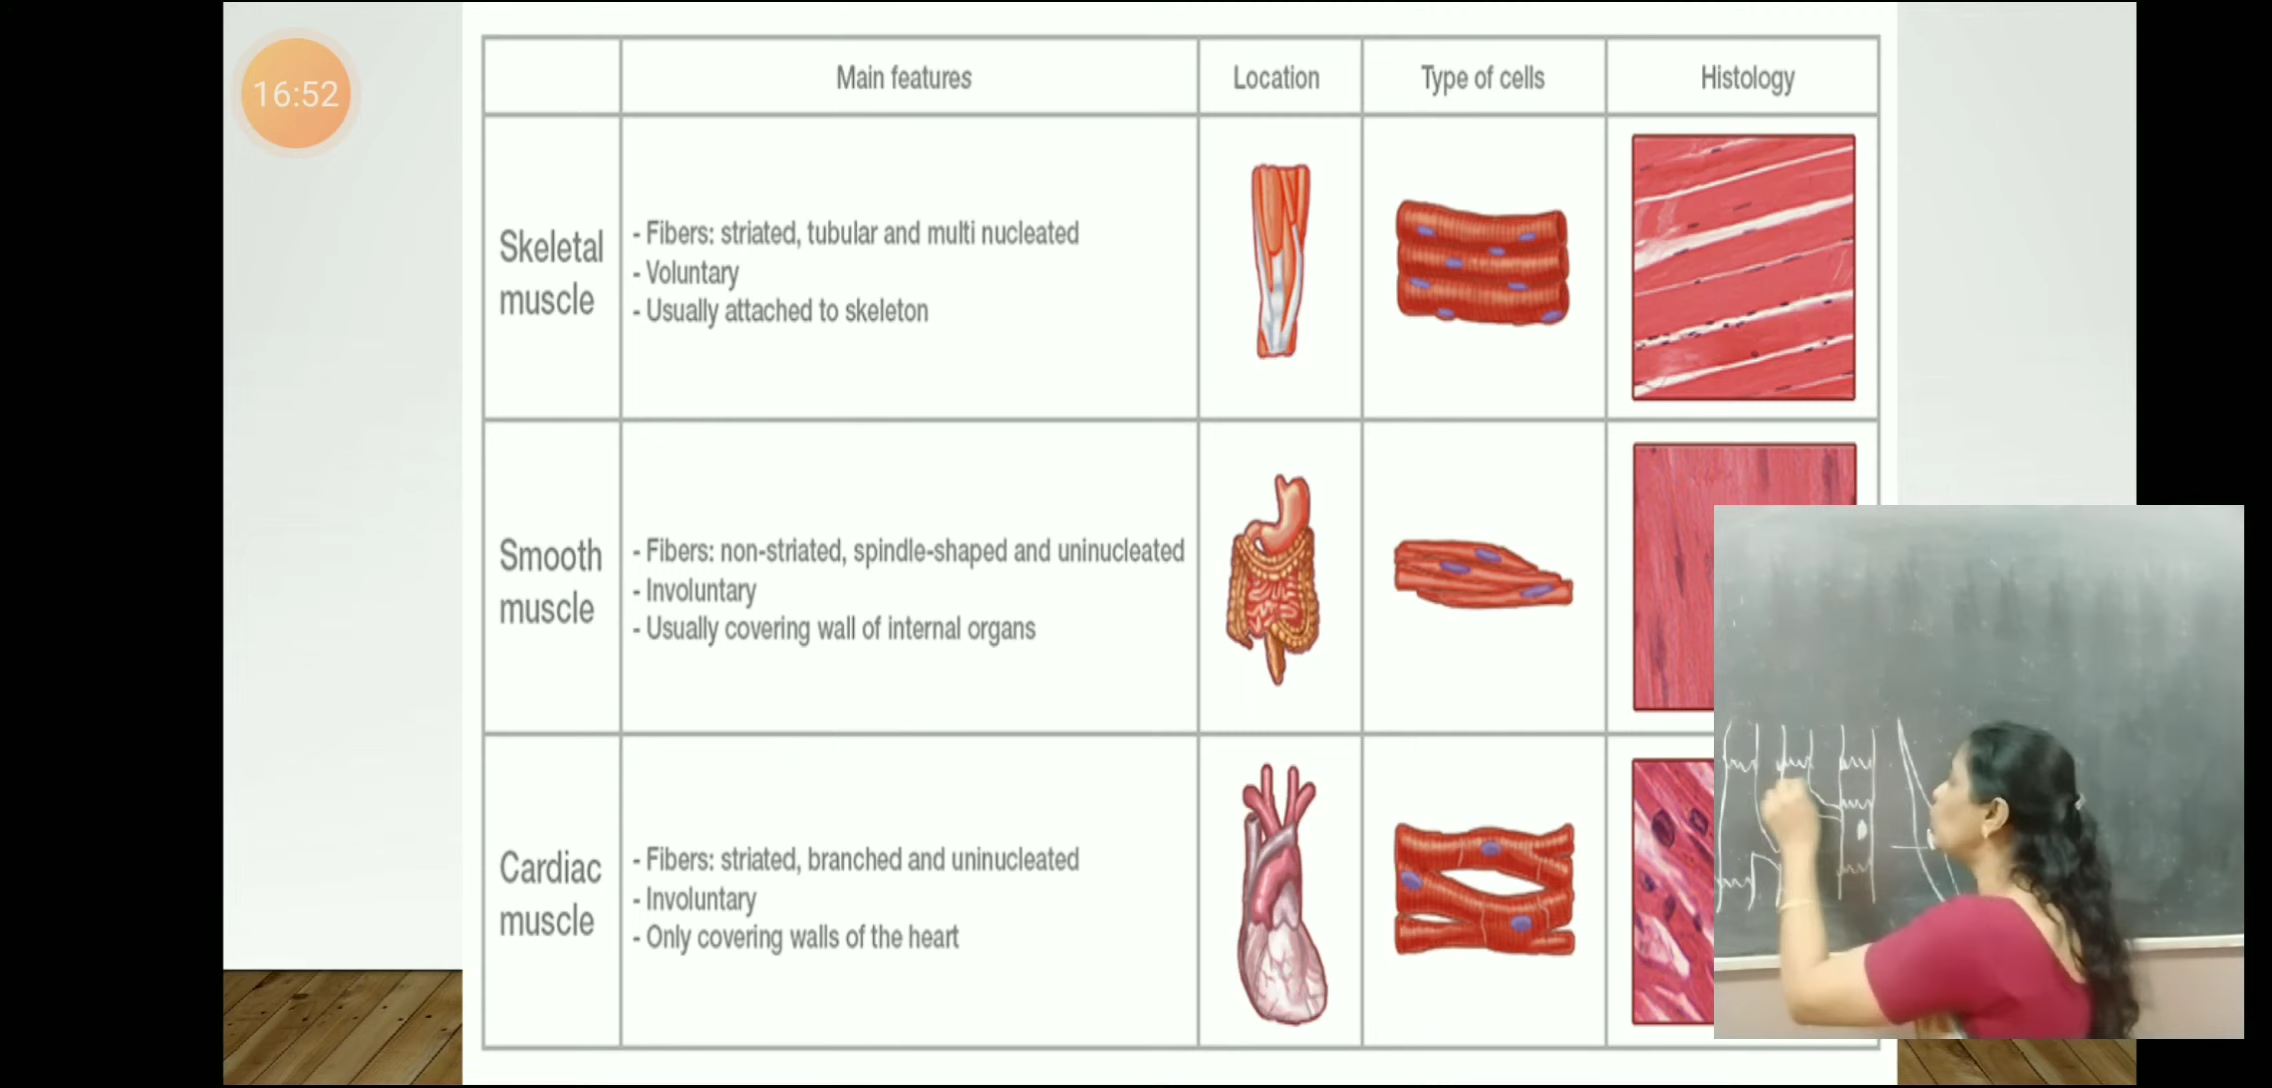 16:52
Main features
Location
Type of cells
Histology
Skeletal
muscle
- Fibers: striated, tubular and multi nucleated
- Voluntary
- Usually attached to skeleton
Smooth
muscle
- Fibers: non-striated, spindle-shaped and uninucleated
- Involuntary
- Usually covering wall of internal organs
Cardiac
muscle
- Fibers: striated, branched and uninucleated
- Involuntary
- Only covering walls of the heart